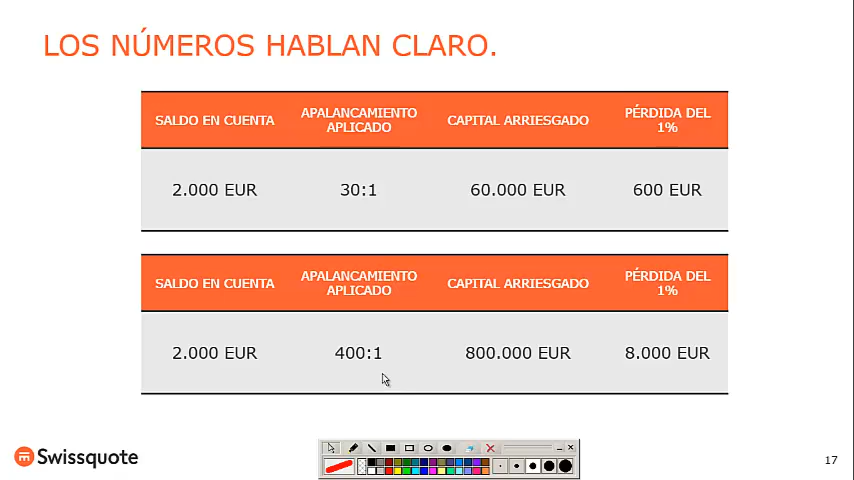 LOS NÚMEROS HABLAN CLARO.
SALDO EN CUENTA APALANCAMIENTO APLICADO CAPITAL ARRIESGADO PÉRDIDA DEL 1%
2.000 EUR 30:1 60.000 EUR 600 EUR
SALDO EN CUENTA APALANCAMIENTO APLICADO CAPITAL ARRIESGADO PÉRDIDA DEL 1%
2.000 EUR 400:1 800.000 EUR 8.000 EUR
Swissquote
17